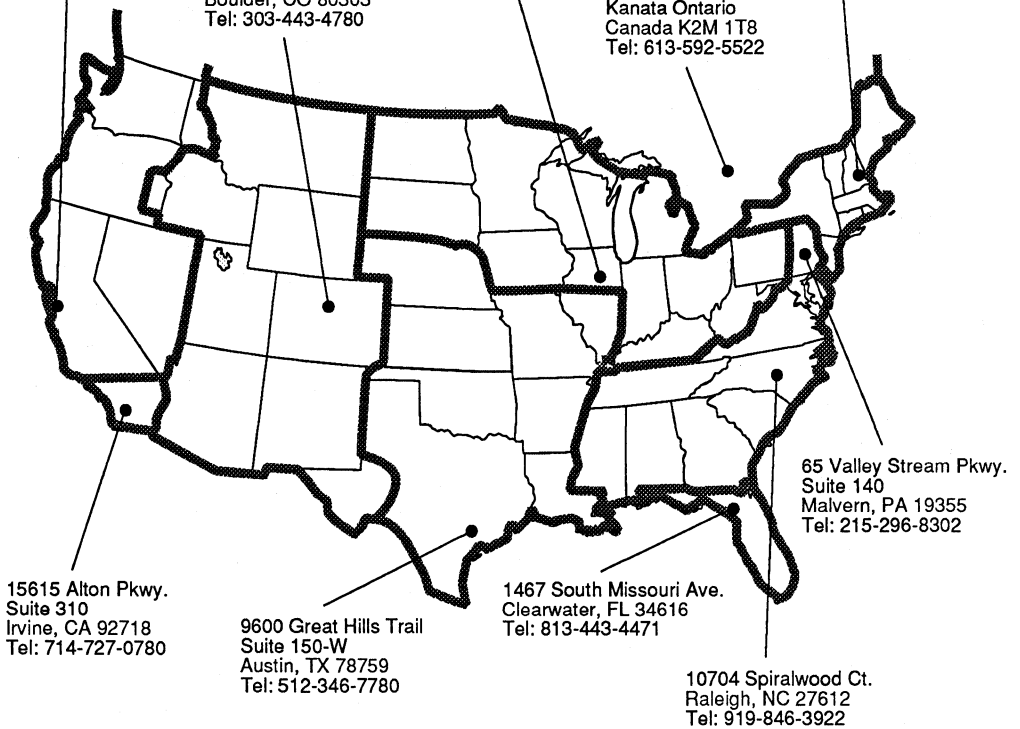 Boulder, CO 80303
Tel: 303-443-4780
Kanata Ontario
Canada K2M 1T8
Tel: 613-592-5522
65 Valley Stream Pkwy.
Suite 140
Malvern, PA 19355
Tel: 215-296-8302
15615 Alton Pkwy.
Suite 310
Irvine, CA 92718
Tel: 714-727-0780
9600 Great Hills Trail
Suite 150-W
Austin, TX 78759
Tel: 512-346-7780
1467 South Missouri Ave.
Clearwater, FL 34616
Tel: 813-443-4471
10704 Spiralwood Ct.
Raleigh, NC 27612
Tel: 919-846-3922